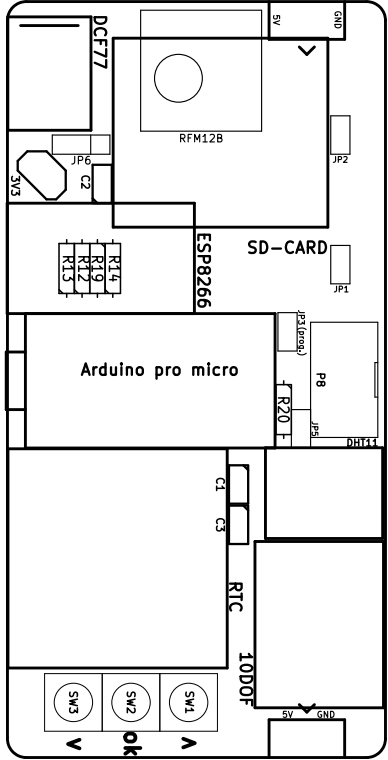 5V
GND
DCF77
RFM12B
JP6
JP2
3V3
C2
ESP8266
SD-CARD
R13
R12
R19
R14
JP1
JP3 (prog.)
Arduino pro micro
P8
R20
JP5
DHT11
C1
C3
RTC
10DOF
SW3
SW2
SW1
5V
GND
<
ok
>